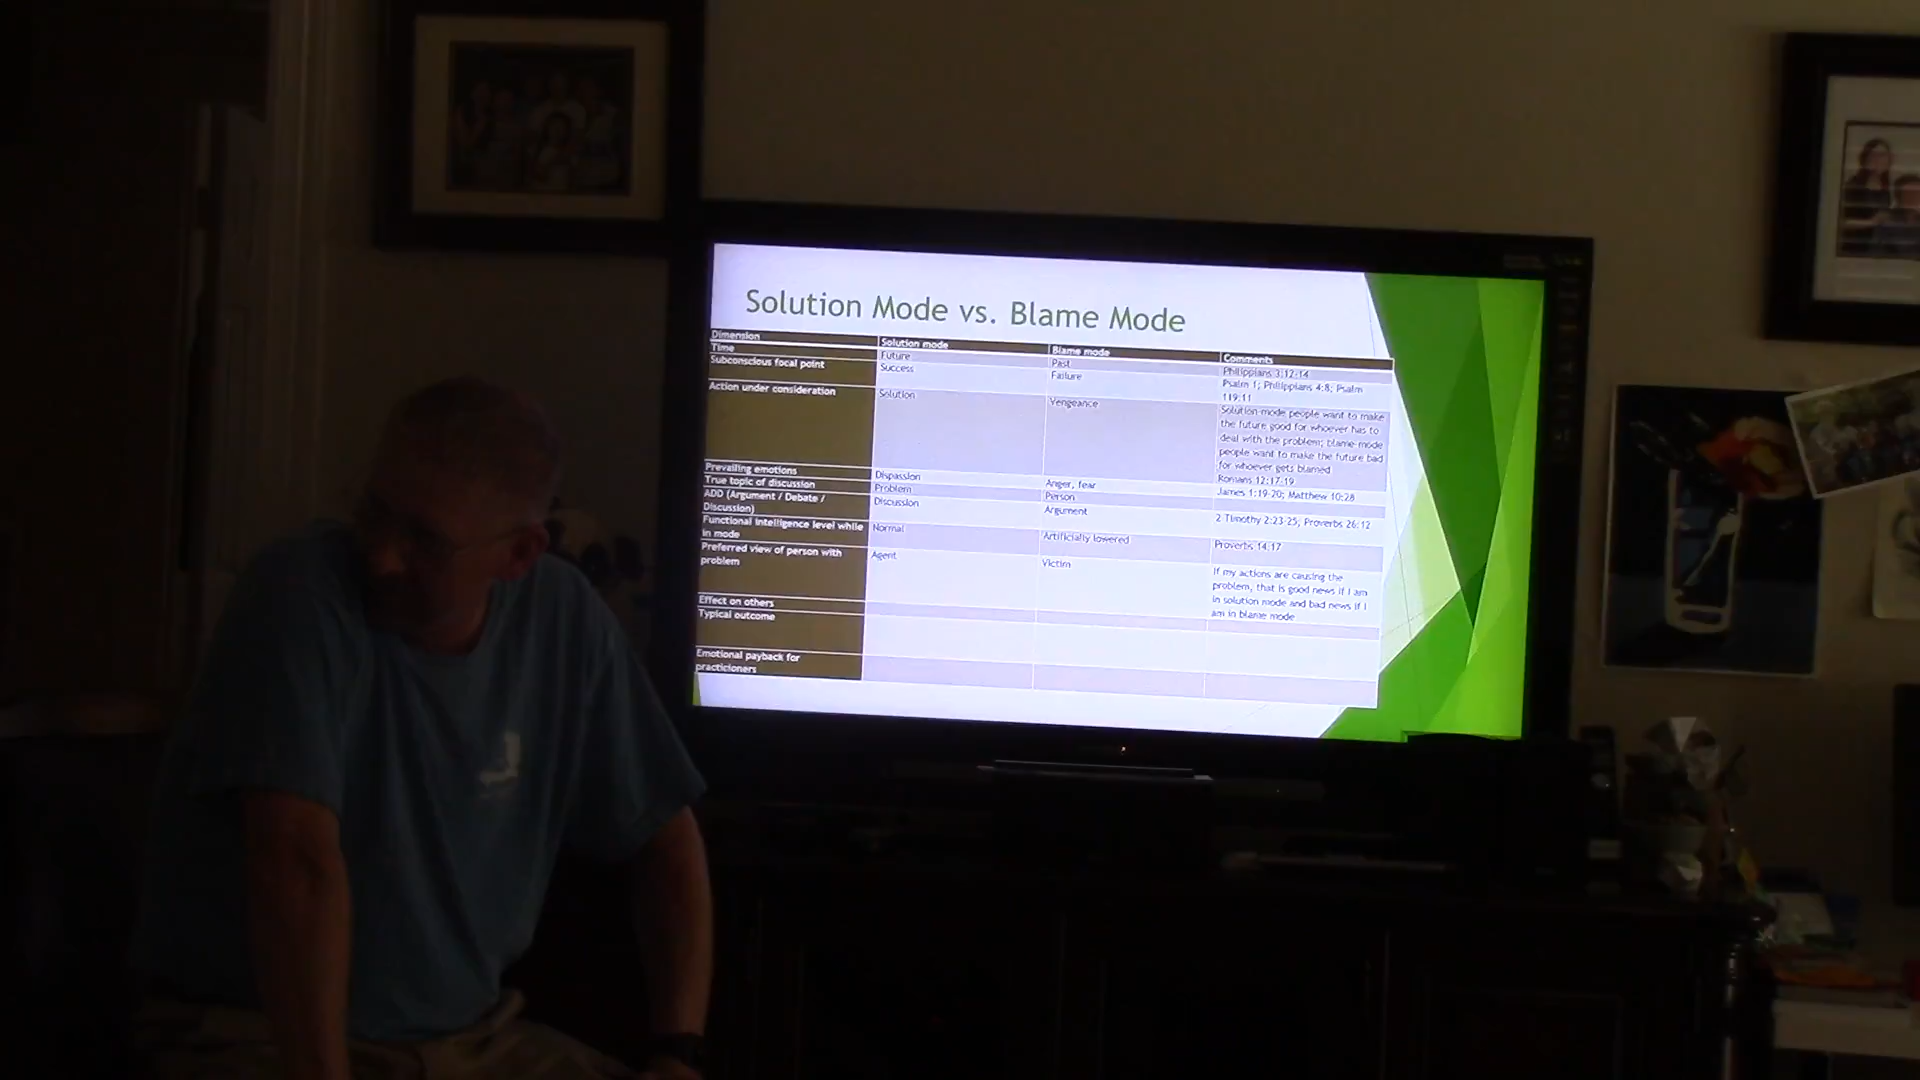 Solution Mode vs. Blame Mode
Dimension Solution mode Blame mode Comments
Time Future Past Philippians 3:12-14
Subconscious focal point Success Failure Psalm 1; Philippians 4:8; Psalm
119:11
Action under consideration Solution Vengeance Solution-mode people want to make
the future good for whoever has to
deal with the problem; blame-mode
people want to make the future bad
for whoever gets blamed
Romans 12:17-19
Prevailing emotions Dispassion Anger, fear James 1:19-20; Matthew 10:28
True topic of discussion Problem Person
ADD (Argument / Debate / Discussion Argument 2 Timothy 2:23-25; Proverbs 26:12
Discussion)
Functional intelligence level while Normal Artificially lowered Proverbs 14:17
in mode
Preferred view of person with Agent Victim If my actions are causing the
problem problem, that is good news if I am
in solution mode and bad news if I
am in blame mode
Effect on others
Typical outcome
Emotional payback for
practicioners